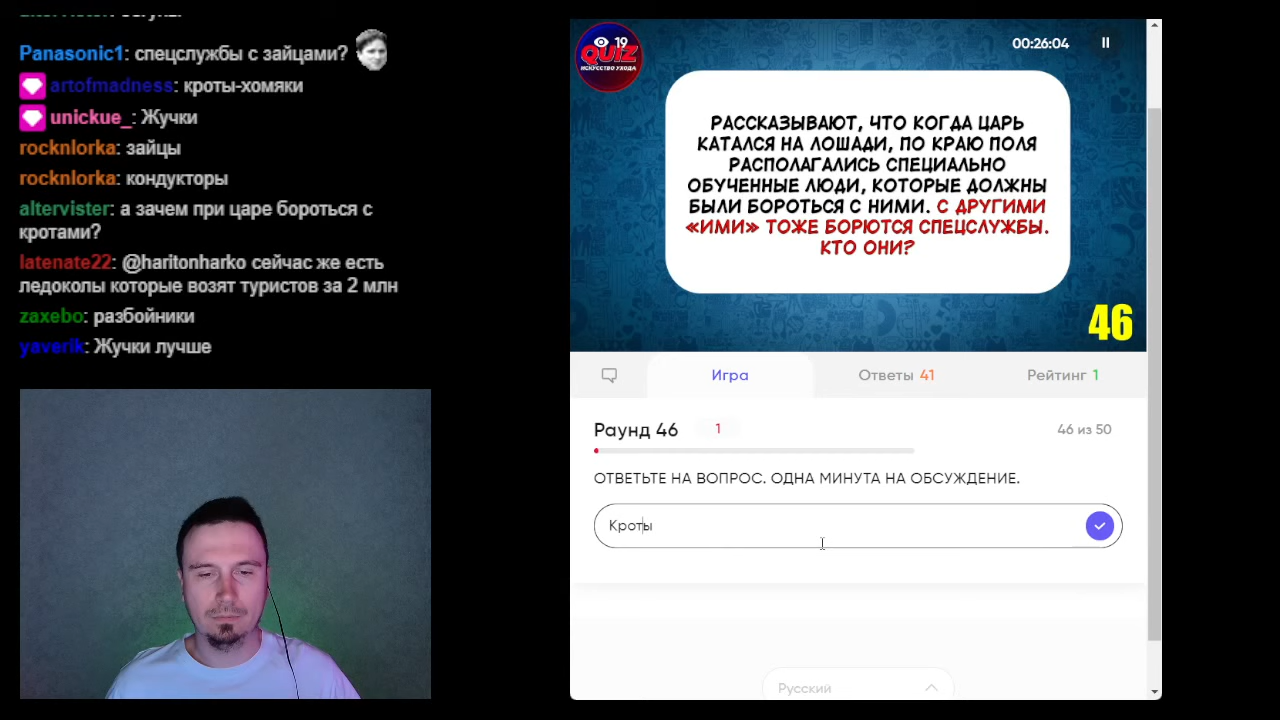 Panasonic1: спецслужбы с зайцами?
artofmadness: кроты-хомяки
unickue_: Жучки
rocknlorka: зайцы
rocknlorka: кондукторы
altervister: а зачем при царе бороться с
кротами?
latenate22: @haritonharko сейчас же есть
ледоколы которые возят туристов за 2 млн
zaxebo: разбойники
yaverlk: Жучки лучше
19
QUIZ
ИСКУССТВО УХОДА
00:26:04
РАССКАЗЫВАЮТ, ЧТО КОГДА ЦАРЬ
КАТАЛСЯ НА ЛОШАДИ, ПО КРАЮ ПОЛЯ
РАСПОЛАГАЛИСЬ СПЕЦИАЛЬНО
ОБУЧЕННЫЕ ЛЮДИ, КОТОРЫЕ ДОЛЖНЫ
БЫЛИ БОРОТЬСЯ С НИМИ. С ДРУГИМИ
«ИМИ» ТОЖЕ БОРЮТСЯ СПЕЦСЛУЖБЫ.
КТО ОНИ?
46
Игра
Ответы 41
Рейтинг 1
Раунд 46
1
46 из 50
ОТВЕТЬТЕ НА ВОПРОС. ОДНА МИНУТА НА ОБСУЖДЕНИЕ.
Кроты
Русский